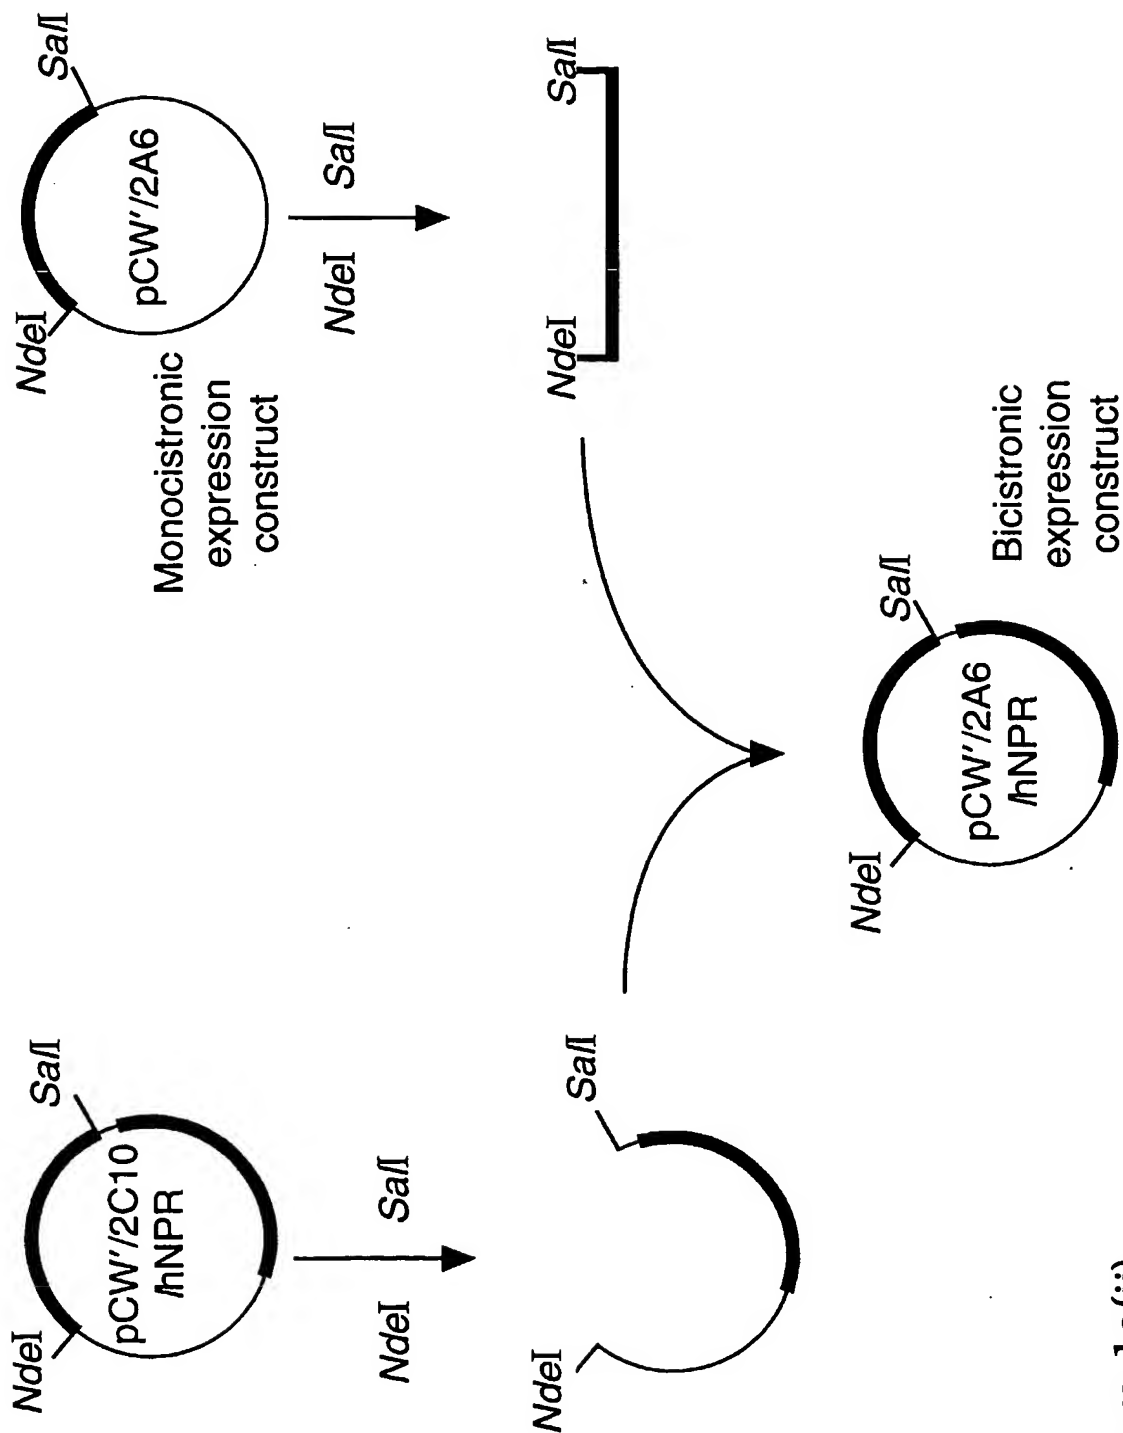 NdeI
SalI
pCW'/2C10
/hNPR
NdeI SalI
NdeI
SalI
NdeI
SalI
pCW'/2A6
Monocistronic
expression
construct
NdeI SalI
NdeI
SalI
NdeI
SalI
pCW'/2A6
/hNPR
Bicistronic
expression
construct